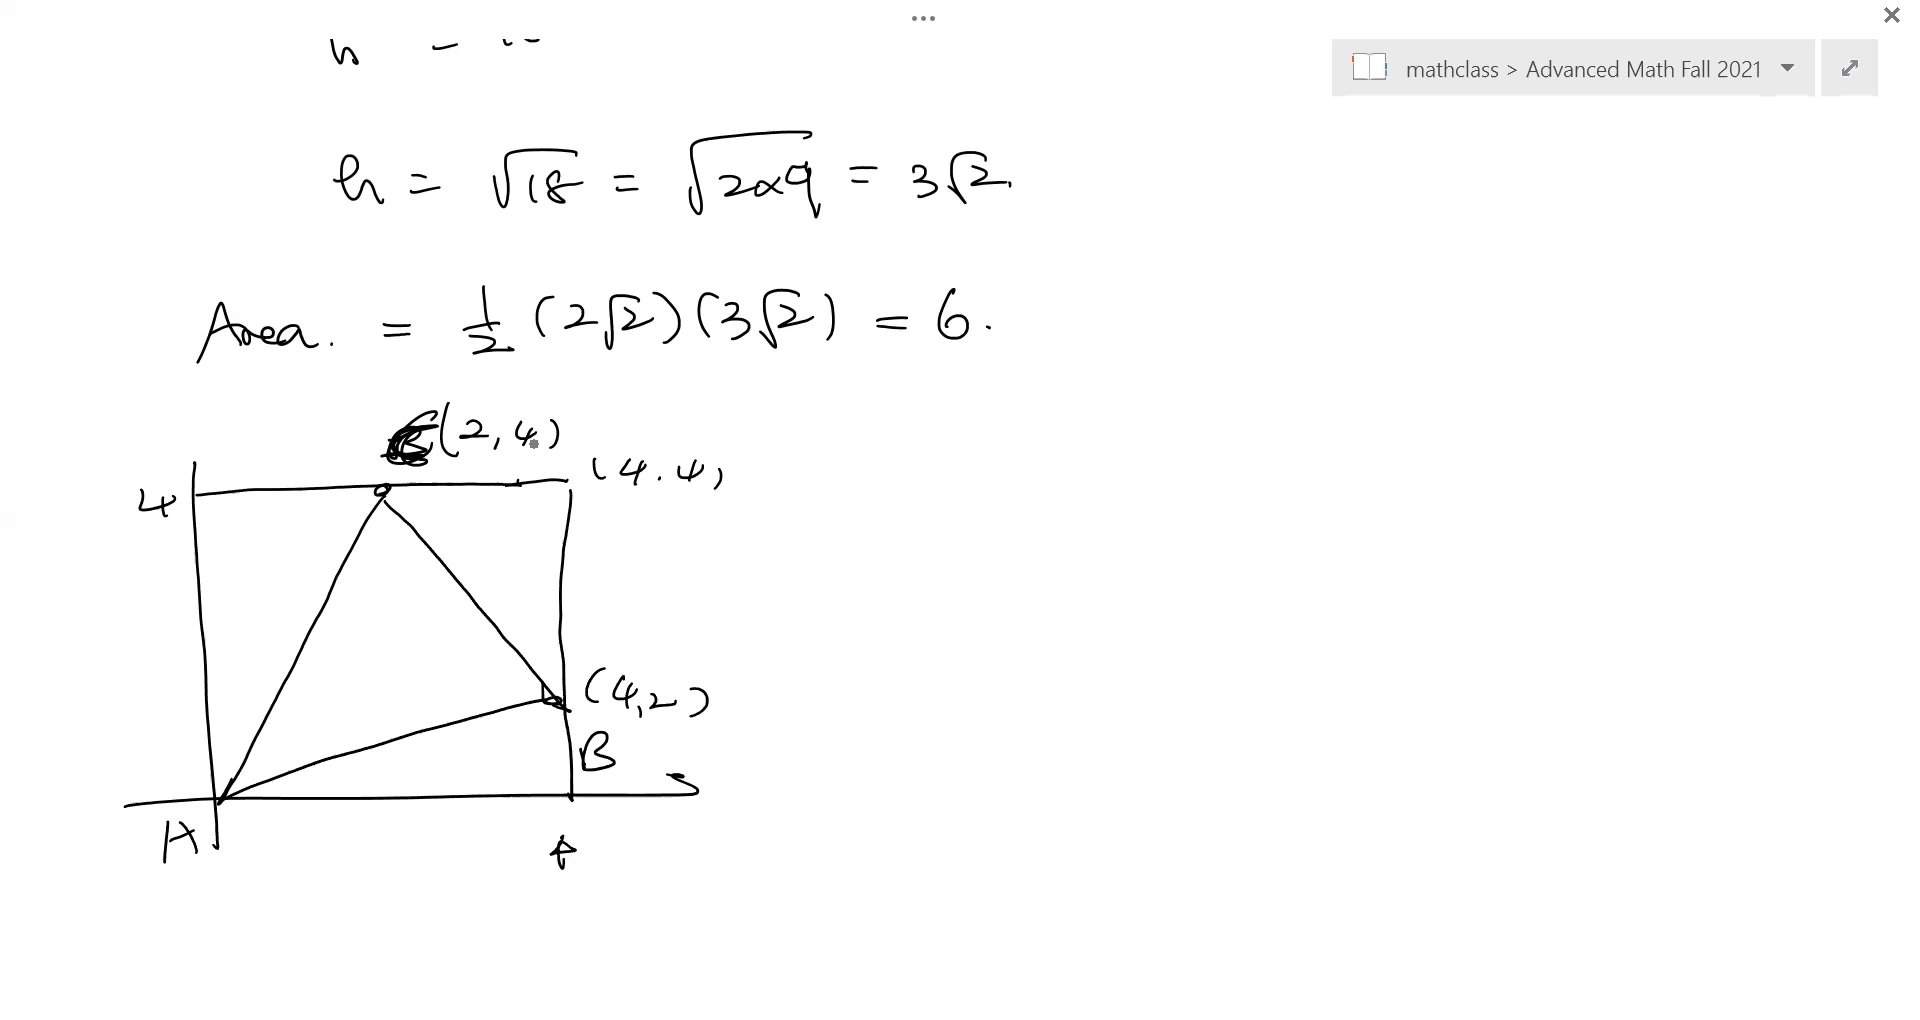 mathclass > Advanced Math Fall 2021
h = √18 = √2×9 = 3√2.
Area. = 1/2 (2√2)(3√2) = 6.
C(2,4)
(4.4)
4
(4,2)
B
A
4